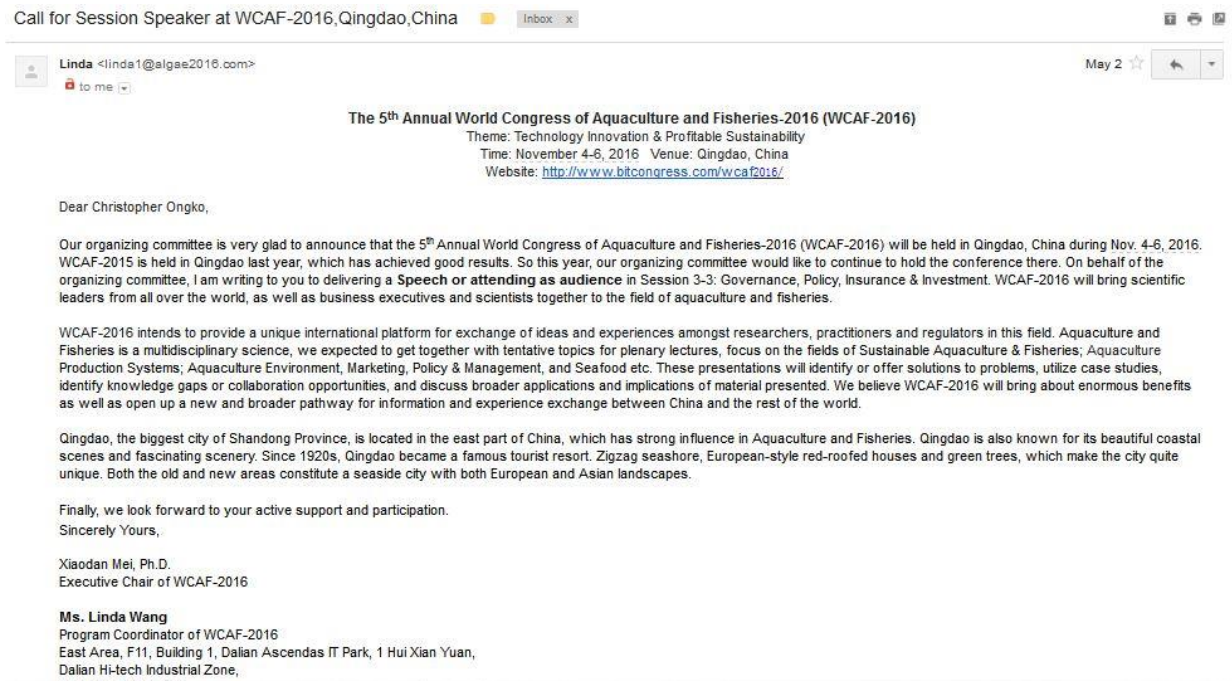 Call for Session Speaker at WCAF-2016,Qingdao,China Inbox x
Linda <linda1@algae2016.com> May 2
to me
The 5th Annual World Congress of Aquaculture and Fisheries-2016 (WCAF-2016)
Theme: Technology Innovation & Profitable Sustainability
Time: November 4-6, 2016 Venue: Qingdao, China
Website: http://www.bitcongress.com/wcaf2016/
Dear Christopher Ongko,
Our organizing committee is very glad to announce that the 5th Annual World Congress of Aquaculture and Fisheries-2016 (WCAF-2016) will be held in Qingdao, China during Nov. 4-6, 2016.
WCAF-2015 is held in Qingdao last year, which has achieved good results. So this year, our organizing committee would like to continue to hold the conference there. On behalf of the
organizing committee, I am writing to you to delivering a Speech or attending as audience in Session 3-3: Governance, Policy, Insurance & Investment. WCAF-2016 will bring scientific
leaders from all over the world, as well as business executives and scientists together to the field of aquaculture and fisheries.
WCAF-2016 intends to provide a unique international platform for exchange of ideas and experiences amongst researchers, practitioners and regulators in this field. Aquaculture and
Fisheries is a multidisciplinary science, we expected to get together with tentative topics for plenary lectures, focus on the fields of Sustainable Aquaculture & Fisheries; Aquaculture
Production Systems; Aquaculture Environment, Marketing, Policy & Management, and Seafood etc. These presentations will identify or offer solutions to problems, utilize case studies,
identify knowledge gaps or collaboration opportunities, and discuss broader applications and implications of material presented. We believe WCAF-2016 will bring about enormous benefits
as well as open up a new and broader pathway for information and experience exchange between China and the rest of the world.
Qingdao, the biggest city of Shandong Province, is located in the east part of China, which has strong influence in Aquaculture and Fisheries. Qingdao is also known for its beautiful coastal
scenes and fascinating scenery. Since 1920s, Qingdao became a famous tourist resort. Zigzag seashore, European-style red-roofed houses and green trees, which make the city quite
unique. Both the old and new areas constitute a seaside city with both European and Asian landscapes.
Finally, we look forward to your active support and participation.
Sincerely Yours,
Xiaodan Mei, Ph.D.
Executive Chair of WCAF-2016
Ms. Linda Wang
Program Coordinator of WCAF-2016
East Area, F11, Building 1, Dalian Ascendas IT Park, 1 Hui Xian Yuan,
Dalian Hi-tech Industrial Zone,